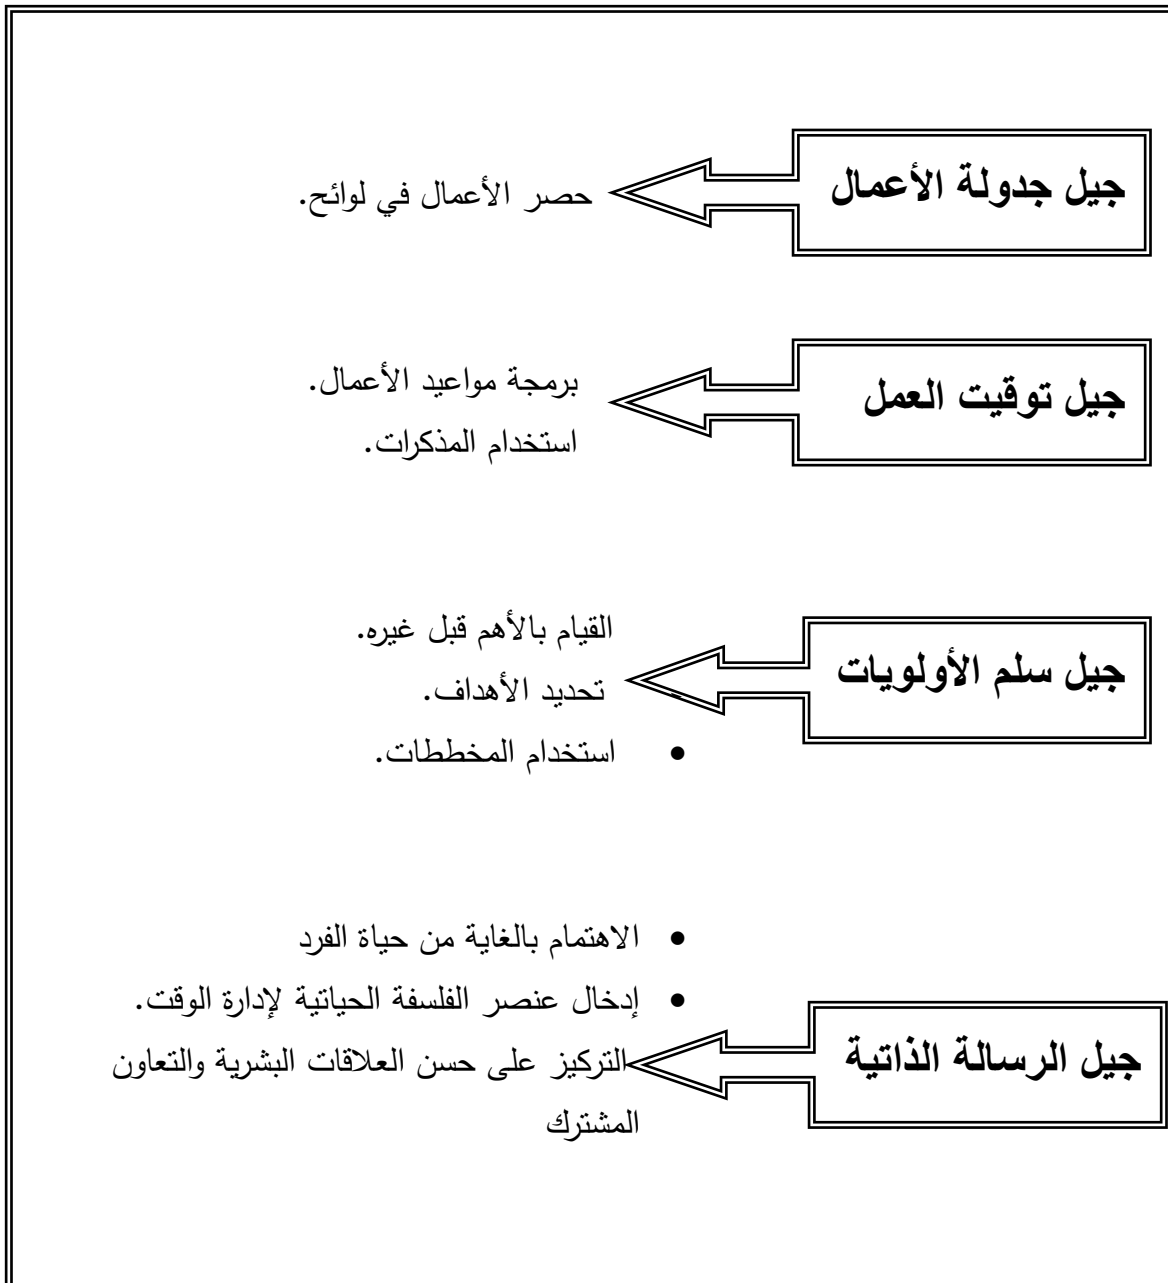 جيل جدولة الأعمال
حصر الأعمال في لوائح.
جيل توقيت العمل
برمجة مواعيد الأعمال.
استخدام المذكرات.
جيل سلم الأولويات
القيام بالأهم قبل غيره.
تحديد الأهداف.
• استخدام المخططات.
جيل الرسالة الذاتية
• الاهتمام بالغاية من حياة الفرد
• إدخال عنصر الفلسفة الحياتية لإدارة الوقت.
التركيز على حسن العلاقات البشرية والتعاون
المشترك